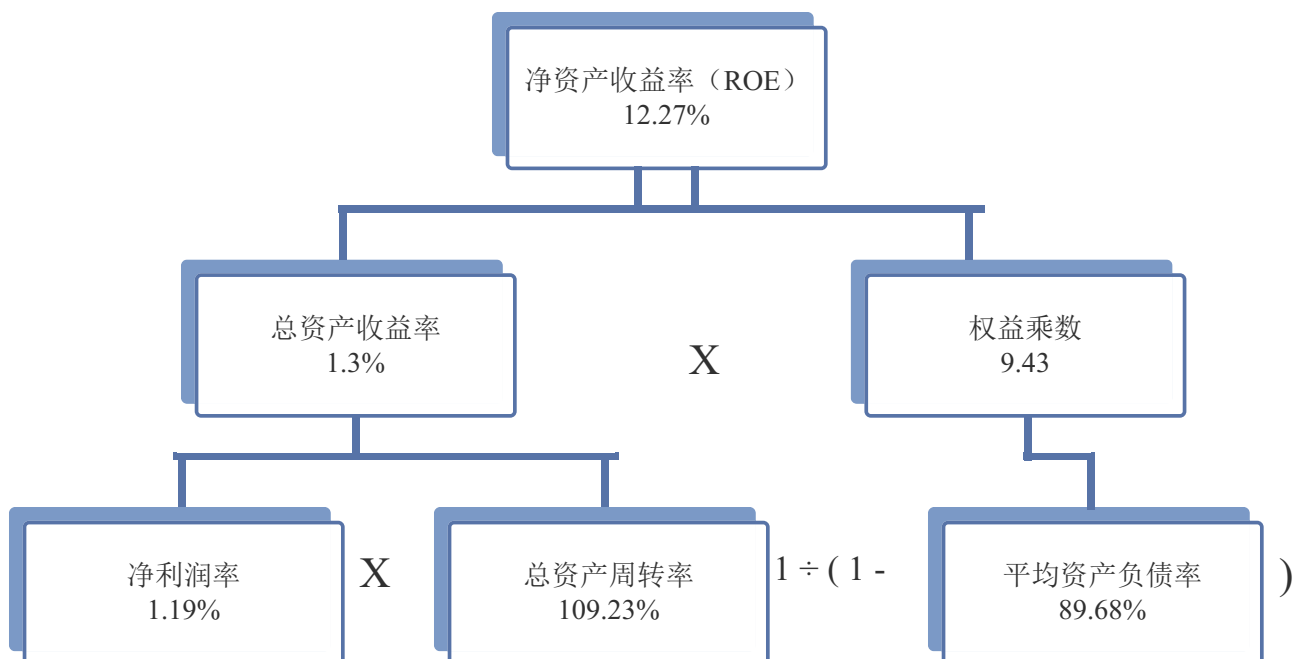 净资产收益率（ROE）
12.27%
总资产收益率
1.3%
X
权益乘数
9.43
净利润率
1.19%
X
总资产周转率
109.23%
1 ÷ ( 1 -
平均资产负债率
89.68%
)